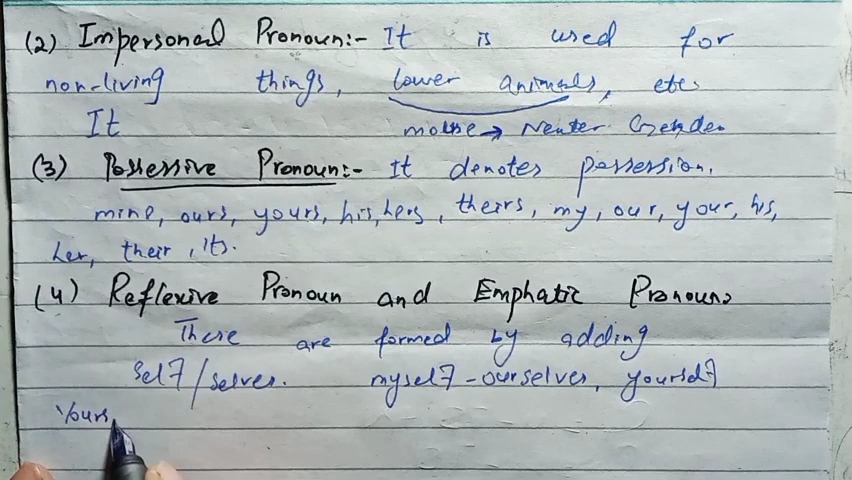 (2) Impersonal Pronoun:- It is used for
non-living things, lower animals, etc
It mouse → Neuter Gender
(3) Possessive Pronoun:- It denotes possession.
mine, ours, yours, his, hers, theirs, my, our, your, his,
her, their, its.
(4) Reflexive Pronoun and Emphatic Pronoun:
These are formed by adding
self/selves. myself - ourselves, yourself
Yours